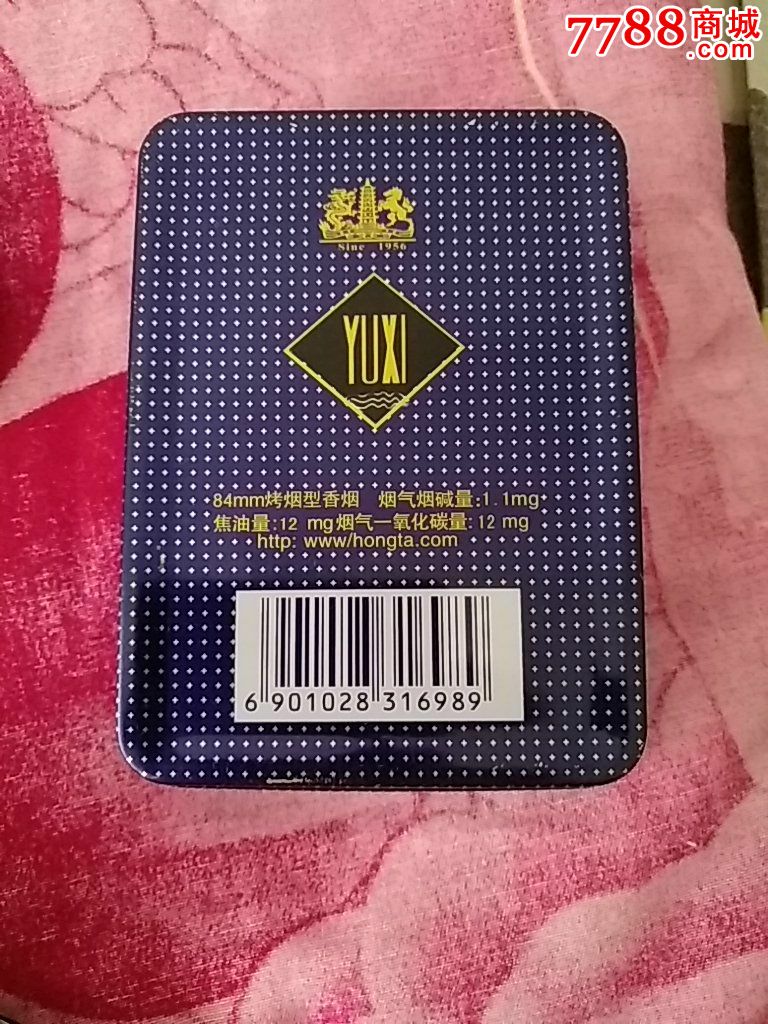 7788商城
.com
Sinc 1956
YUXI
84mm烤烟型香烟 烟气烟碱量:1.1mg
焦油量:12 mg烟气一氧化碳量:12 mg
http: www/hongta.com
6 901028 316989